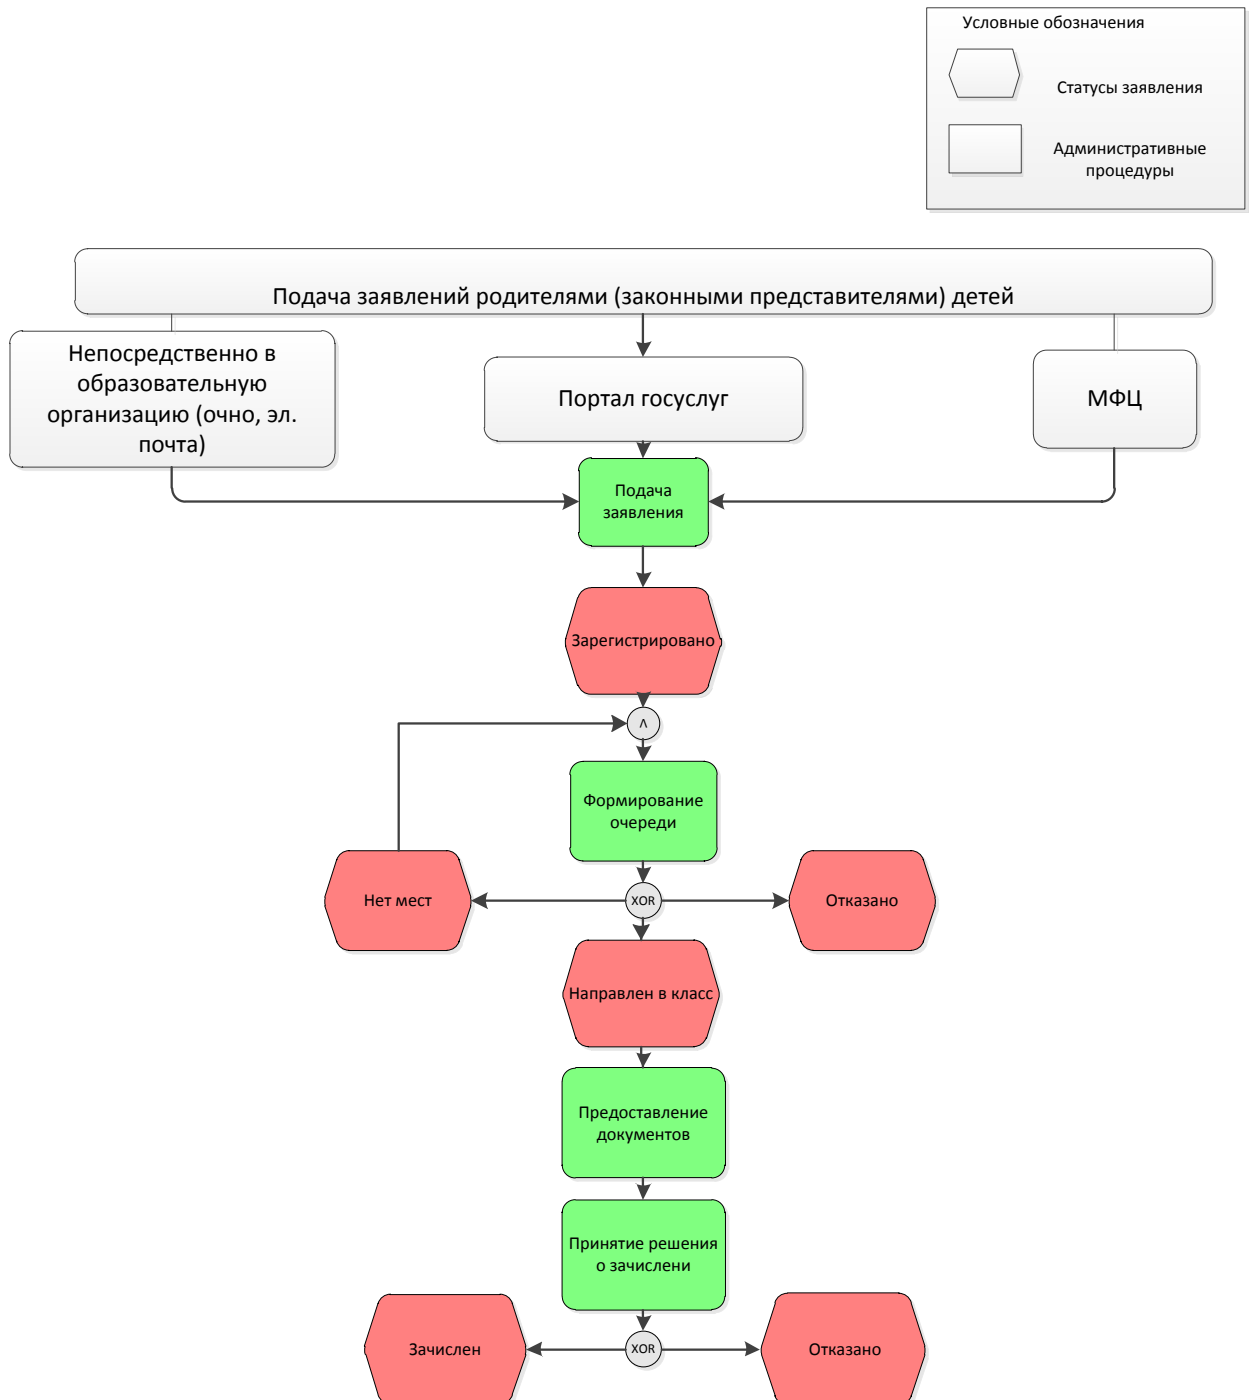 Условные обозначения
Статусы заявления
Административные
процедуры
Подача заявлений родителями (законными представителями) детей
Непосредственно в
образовательную
организацию (очно, эл.
почта)
Портал госуслуг
МФЦ
Подача
заявления
Зарегистрировано
Λ
Формирование
очереди
Нет мест
XOR
Отказано
Направлен в класс
Предоставление
документов
Принятие решения
о зачислени
Зачислен
XOR
Отказано